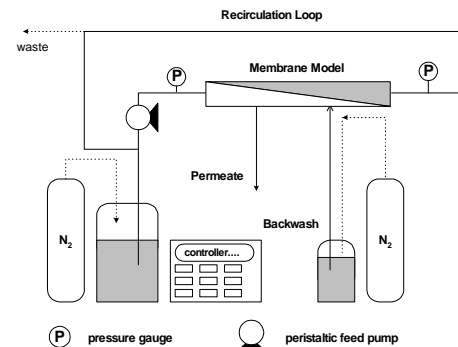 Recirculation Loop
waste
P
P
Membrane Model
Permeate
Backwash
N2
N2
controller....
P pressure gauge
peristaltic feed pump